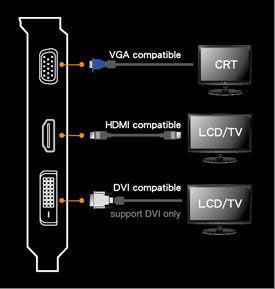 VGA compatible
CRT
HDMI compatible
LCD/TV
DVI compatible
LCD/TV
support DVI only